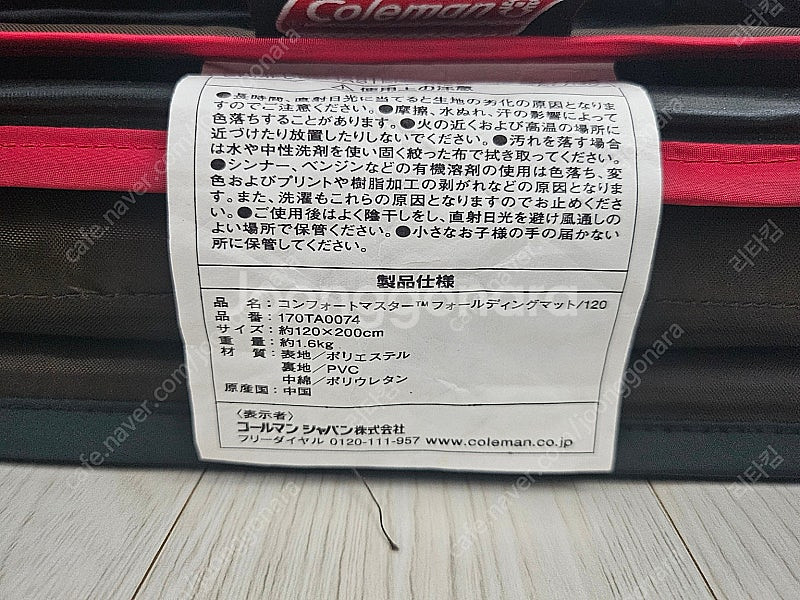 Coleman
⚠使用上の注意
●長時間、直射日光に当てると生地の劣化の原因となりま
すのでご注意ください。●摩擦、水ぬれ、汗の影響によって
色落ちすることがあります。●火の近くおよび高温の場所に
近づけたり放置したりしないでください。●汚れを落す場合
は水や中性洗剤を使い固く絞った布で拭き取ってください。
●シンナー、ベンジンなどの有機溶剤の使用は色落ち、変
色およびプリントや樹脂加工の剥がれなどの原因となりま
す。また、洗濯もこれらの原因となりますのでお止めくださ
い。●ご使用後はよく陰干しをし、直射日光を避け風通しの
よい場所で保管ください。●小さなお子様の手の届かない
所に保管してください。
製品仕様
品 名：コンフォートマスター™フォールディングマット/120
品 番：170TA0074
サイズ：約120×200cm
重 量：約1.6kg
材 質：表地／ポリエステル
裏地／PVC
中綿／ポリウレタン
原産国：中国
〈表示者〉
コールマン ジャパン株式会社
フリーダイヤル 0120-111-957 www.coleman.co.jp
joonggonara
cafe.naver.com/joonggonara
라타킴